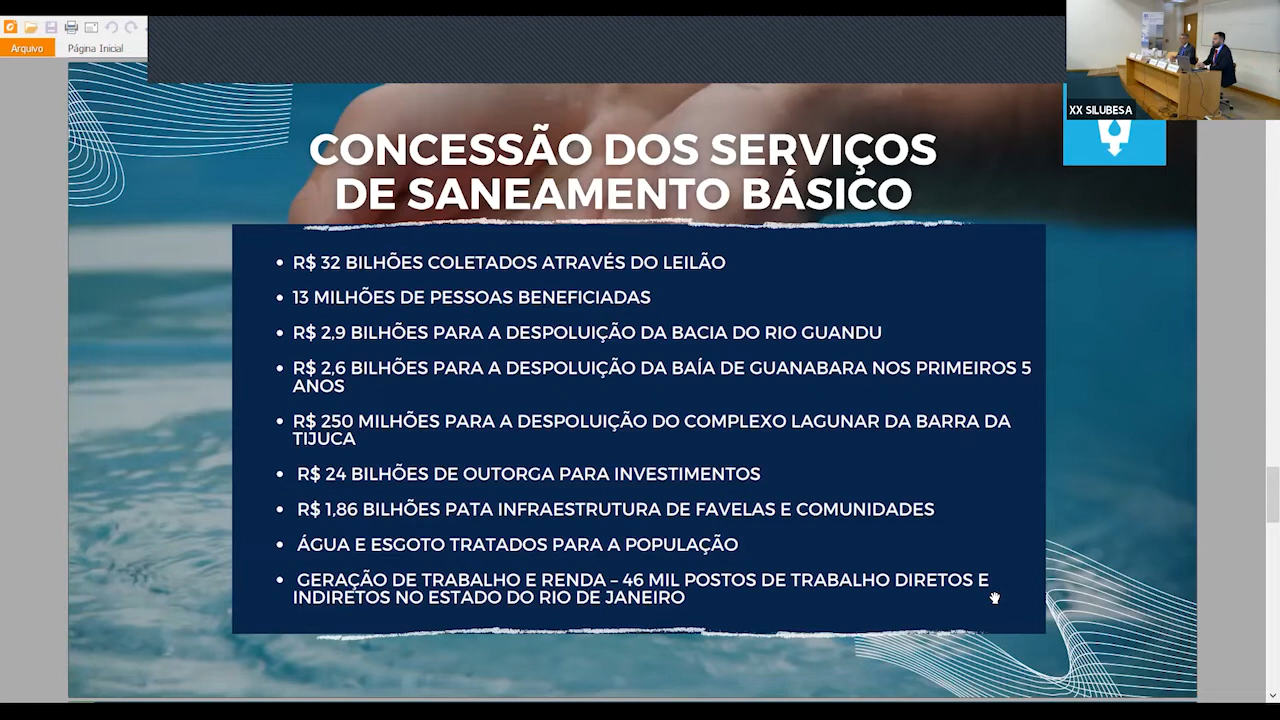 Arquivo
Página Inicial
XX SILUBESA
CONCESSÃO DOS SERVIÇOS
DE SANEAMENTO BÁSICO
• R$ 32 BILHÕES COLETADOS ATRAVÉS DO LEILÃO
• 13 MILHÕES DE PESSOAS BENEFICIADAS
• R$ 2,9 BILHÕES PARA A DESPOLUIÇÃO DA BACIA DO RIO GUANDU
• R$ 2,6 BILHÕES PARA A DESPOLUIÇÃO DA BAÍA DE GUANABARA NOS PRIMEIROS 5
ANOS
• R$ 250 MILHÕES PARA A DESPOLUIÇÃO DO COMPLEXO LAGUNAR DA BARRA DA
TIJUCA
• R$ 24 BILHÕES DE OUTORGA PARA INVESTIMENTOS
• R$ 1,86 BILHÕES PATA INFRAESTRUTURA DE FAVELAS E COMUNIDADES
• ÁGUA E ESGOTO TRATADOS PARA A POPULAÇÃO
• GERAÇÃO DE TRABALHO E RENDA – 46 MIL POSTOS DE TRABALHO DIRETOS E
INDIRETOS NO ESTADO DO RIO DE JANEIRO